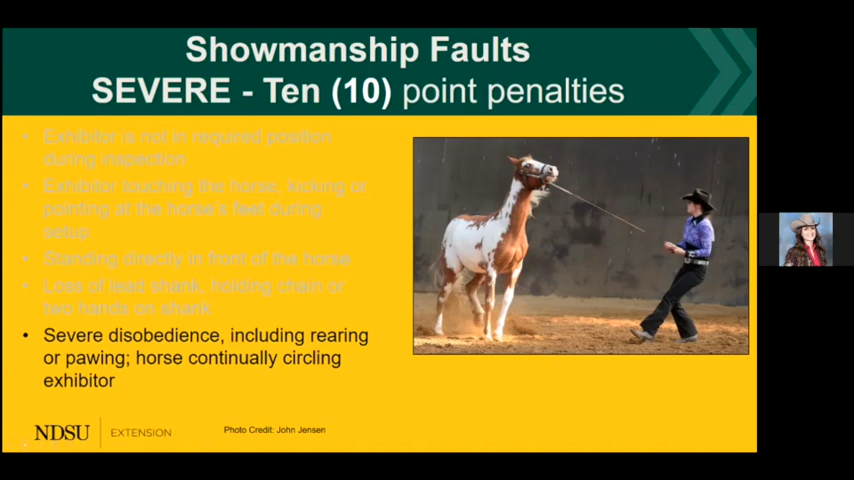 Showmanship Faults
SEVERE - Ten (10) point penalties
• Exhibitor is not in required position
during inspection
• Exhibitor touching the horse, kicking or
pointing at the horse's feet during
setup
• Standing directly in front of the horse
• Loss of lead shank, holding chain or
two hands on shank
• Severe disobedience, including rearing
or pawing; horse continually circling
exhibitor
NDSU EXTENSION
Photo Credit: John Jensen